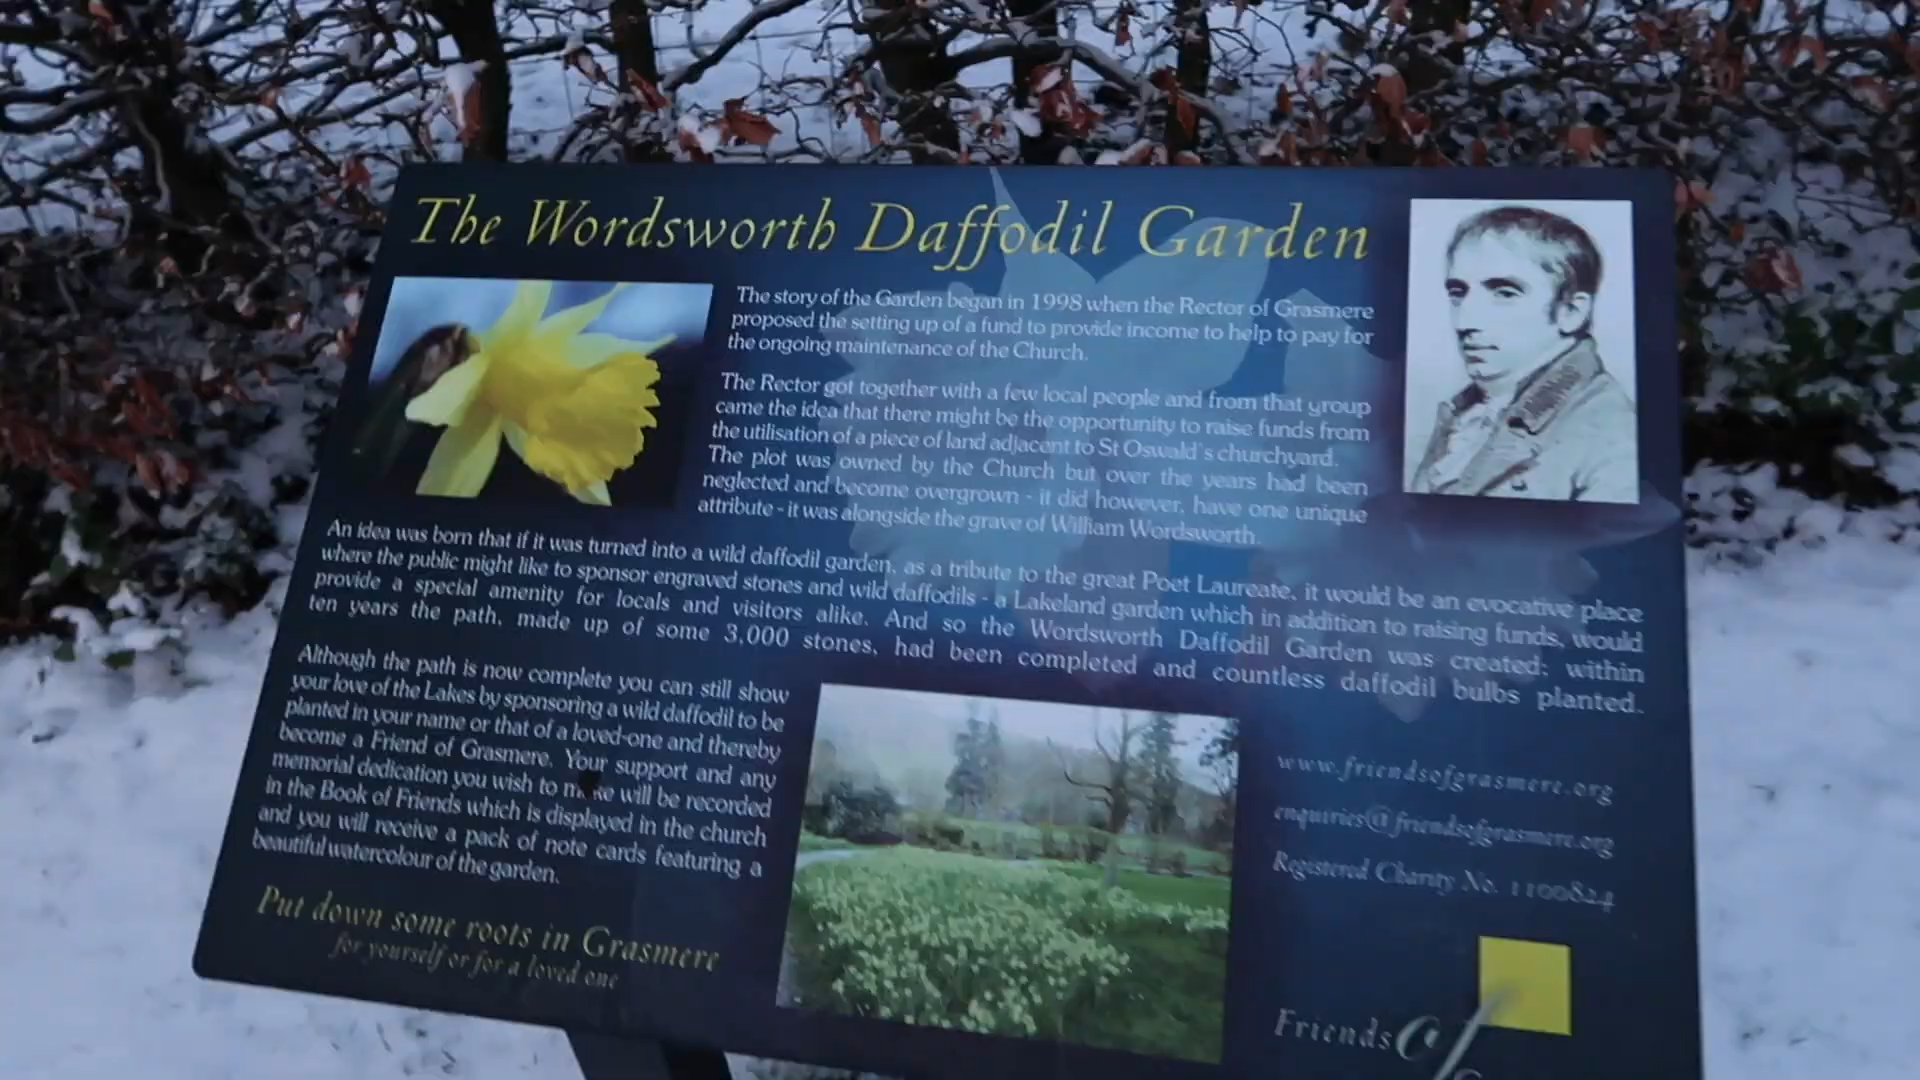 The Wordsworth Daffodil Garden
The story of the Garden began in 1998 when the Rector of Grasmere
proposed the setting up of a fund to provide income to help to pay for
the ongoing maintenance of the Church.
The Rector got together with a few local people and from that group
came the idea that there might be the opportunity to raise funds from
the utilisation of a piece of land adjacent to St Oswald's churchyard.
The plot was owned by the Church but over the years had been
neglected and become overgrown - it did however, have one unique
attribute - it was alongside the grave of William Wordsworth.
An idea was born that if it was turned into a wild daffodil garden, as a tribute to the great Poet Laureate, it would be an evocative place
where the public might like to sponsor engraved stones and wild daffodils - a Lakeland garden which in addition to raising funds, would
provide a special amenity for locals and visitors alike. And so the Wordsworth Daffodil Garden was created: within
ten years the path, made up of some 3,000 stones, had been completed and countless daffodil bulbs planted.
Although the path is now complete you can still show
your love of the Lakes by sponsoring a wild daffodil to be
planted in your name or that of a loved-one and thereby
become a Friend of Grasmere. Your support and any
memorial dedication you wish to make will be recorded
in the Book of Friends which is displayed in the church
and you will receive a pack of note cards featuring a
beautiful watercolour of the garden.
Put down some roots in Grasmere
for yourself or for a loved one
www.friendsofgrasmere.org
enquiries@friendsofgrasmere.org
Registered Charity No. 1100824
Friends of